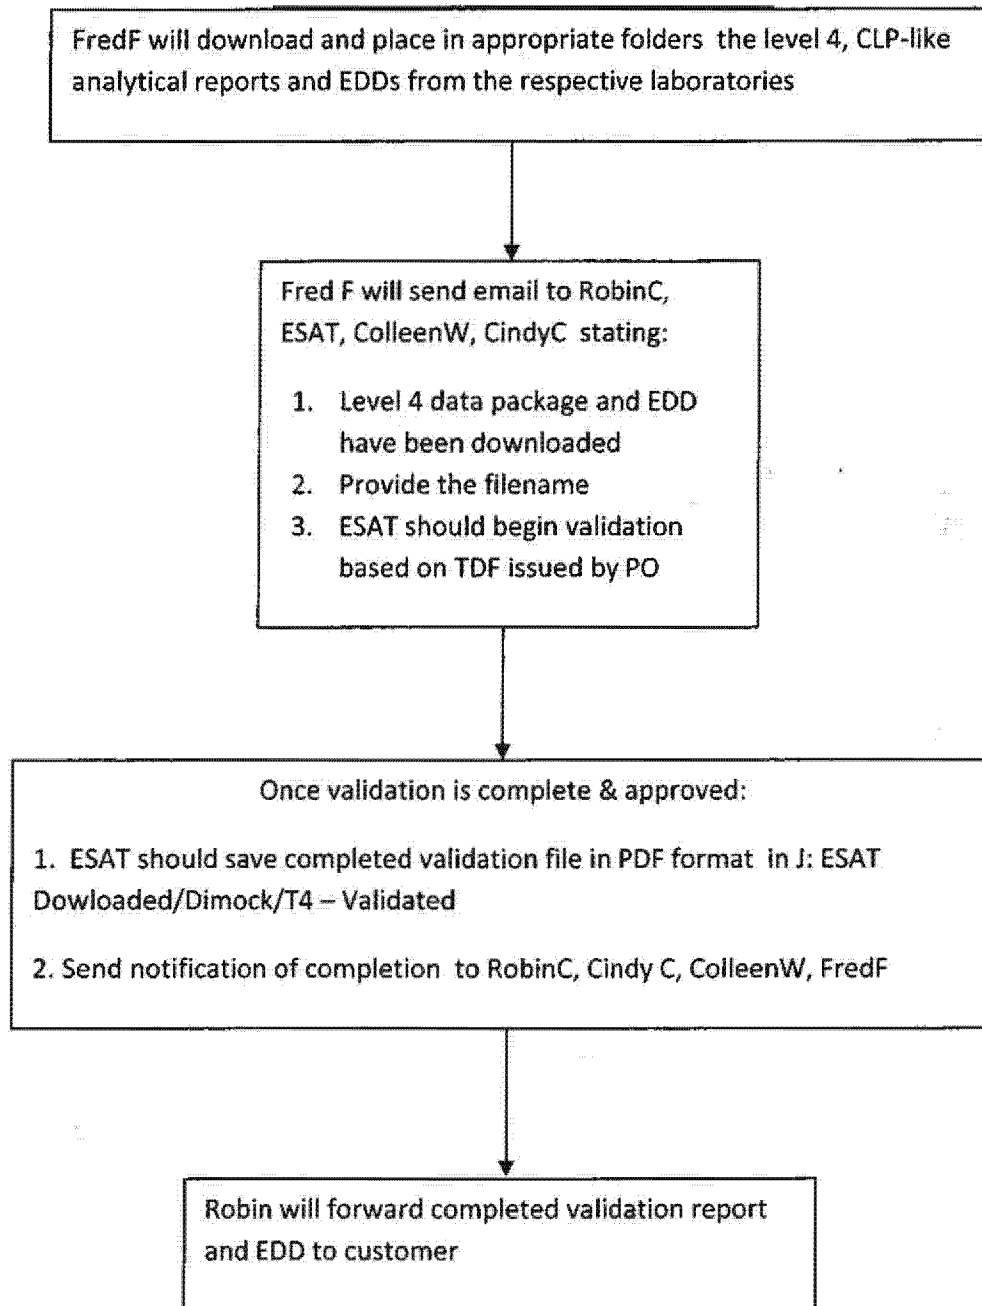 FredF will download and place in appropriate folders the level 4, CLP-like
analytical reports and EDDs from the respective laboratories
Fred F will send email to RobinC,
ESAT, ColleenW, CindyC stating:
1. Level 4 data package and EDD
have been downloaded
2. Provide the filename
3. ESAT should begin validation
based on TDF issued by PO
Once validation is complete & approved:
1. ESAT should save completed validation file in PDF format in J: ESAT
Dowloaded/Dimock/T4 – Validated
2. Send notification of completion to RobinC, Cindy C, ColleenW, FredF
Robin will forward completed validation report
and EDD to customer